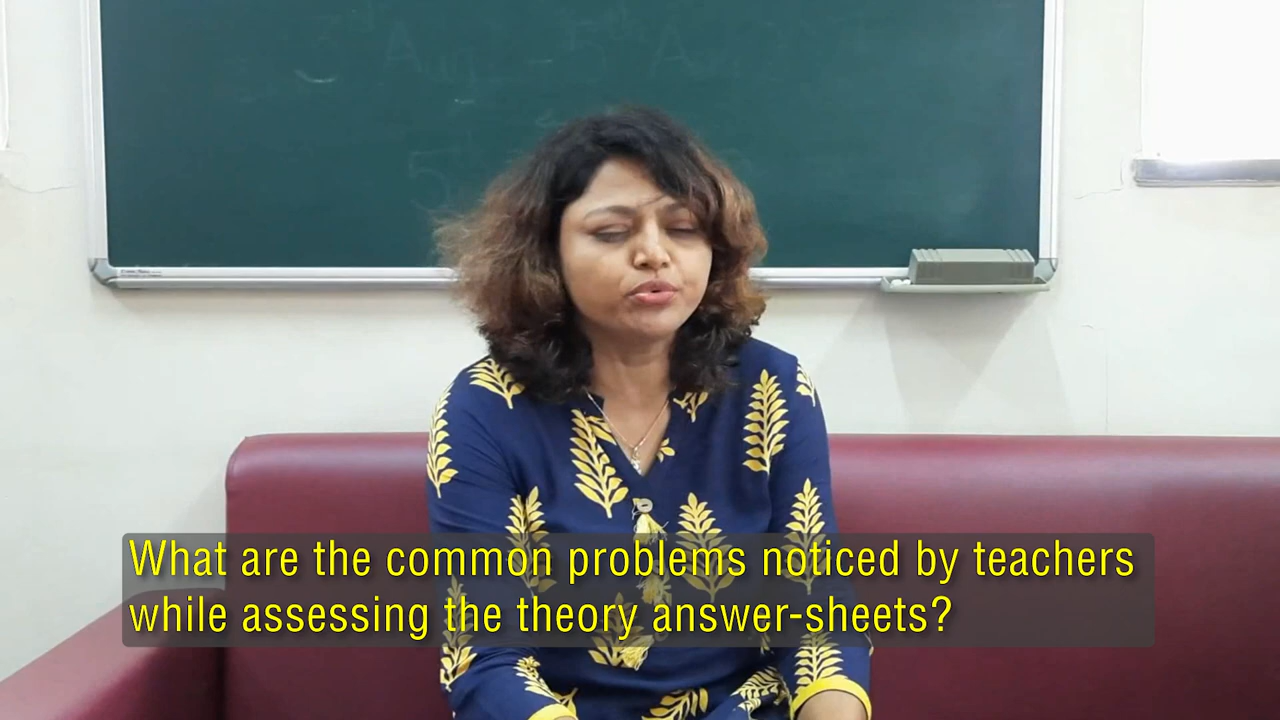 What are the common problems noticed by teachers
while assessing the theory answer-sheets?